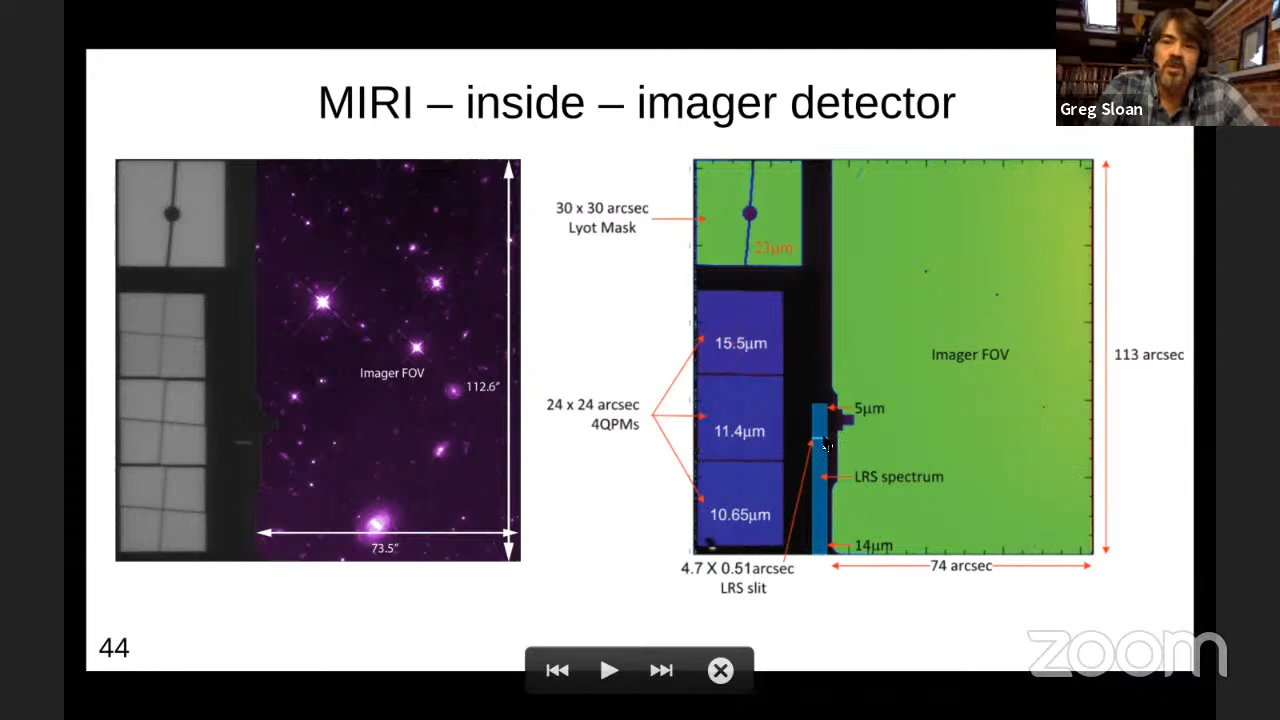 MIRI – inside – imager detector
Greg Sloan
Imager FOV
112.6"
73.5"
30 x 30 arcsec
Lyot Mask
23µm
15.5µm
24 x 24 arcsec
4QPMs
11.4µm
10.65µm
4.7 X 0.51arcsec
LRS slit
Imager FOV
113 arcsec
5µm
LRS spectrum
14µm
74 arcsec
44
zoom